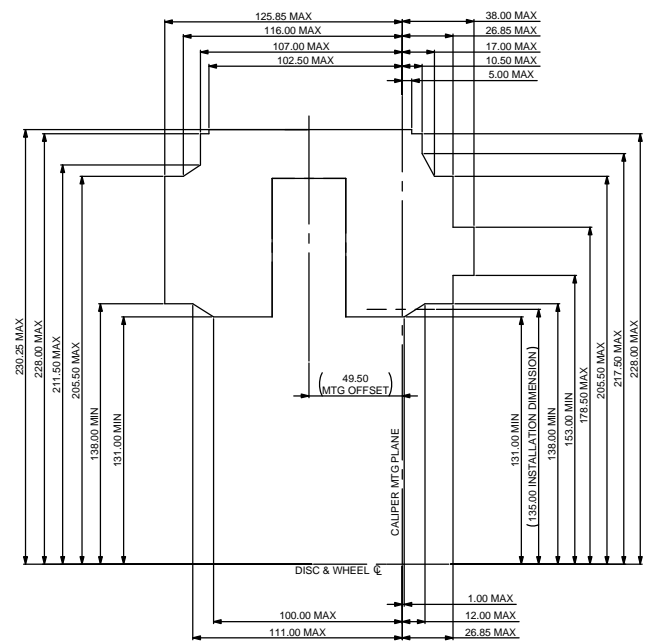 125.85 MAX
38.00 MAX
116.00 MAX
26.85 MAX
107.00 MAX
17.00 MAX
102.50 MAX
10.50 MAX
5.00 MAX
230.25 MAX
228.00 MAX
211.50 MAX
205.50 MAX
138.00 MIN
131.00 MIN
49.50
MTG OFFSET
CALIPER MTG PLANE
131.00 MIN
(135.00 INSTALLATION DIMENSION)
138.00 MIN
153.00 MIN
178.50 MAX
205.50 MAX
217.50 MAX
228.00 MAX
DISC & WHEEL ℄
1.00 MAX
100.00 MAX
12.00 MAX
111.00 MAX
26.85 MAX